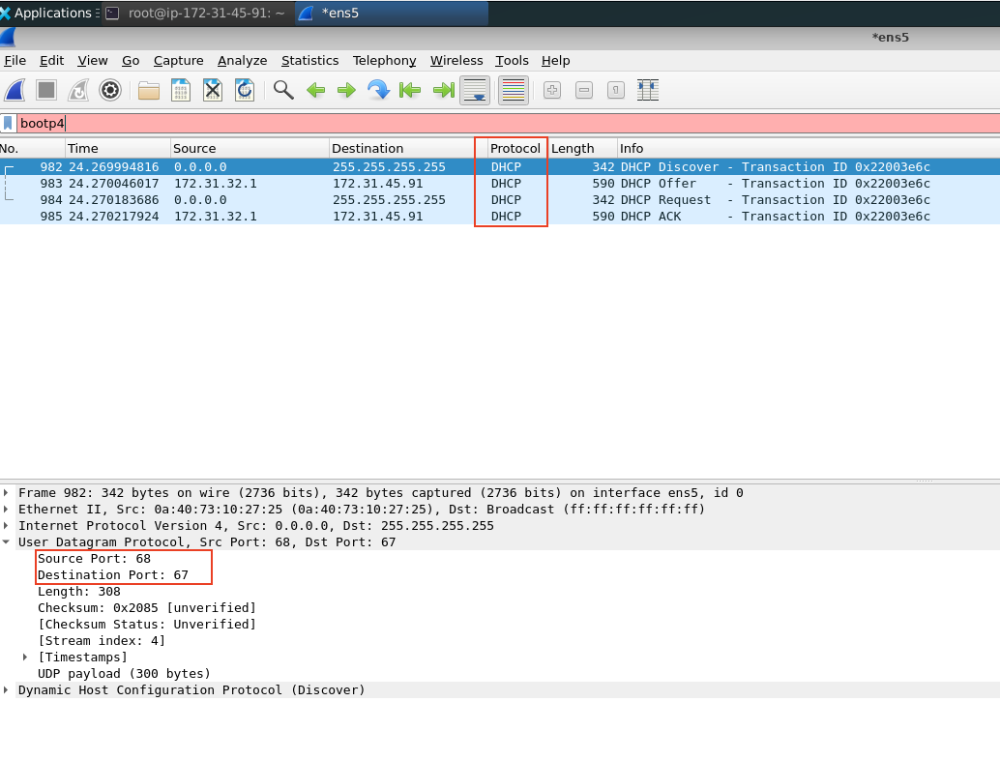 Applications root@ip-172-31-45-91: ~ *ens5
*ens5
File Edit View Go Capture Analyze Statistics Telephony Wireless Tools Help
bootp4
No. Time Source Destination Protocol Length Info
982 24.269994816 0.0.0.0 255.255.255.255 DHCP 342 DHCP Discover - Transaction ID 0x22003e6c
983 24.270046017 172.31.32.1 172.31.45.91 DHCP 590 DHCP Offer - Transaction ID 0x22003e6c
984 24.270183686 0.0.0.0 255.255.255.255 DHCP 342 DHCP Request - Transaction ID 0x22003e6c
985 24.270217924 172.31.32.1 172.31.45.91 DHCP 590 DHCP ACK - Transaction ID 0x22003e6c
Frame 982: 342 bytes on wire (2736 bits), 342 bytes captured (2736 bits) on interface ens5, id 0
Ethernet II, Src: 0a:40:73:10:27:25 (0a:40:73:10:27:25), Dst: Broadcast (ff:ff:ff:ff:ff:ff)
Internet Protocol Version 4, Src: 0.0.0.0, Dst: 255.255.255.255
User Datagram Protocol, Src Port: 68, Dst Port: 67
Source Port: 68
Destination Port: 67
Length: 308
Checksum: 0x2085 [unverified]
[Checksum Status: Unverified]
[Stream index: 4]
[Timestamps]
UDP payload (300 bytes)
Dynamic Host Configuration Protocol (Discover)